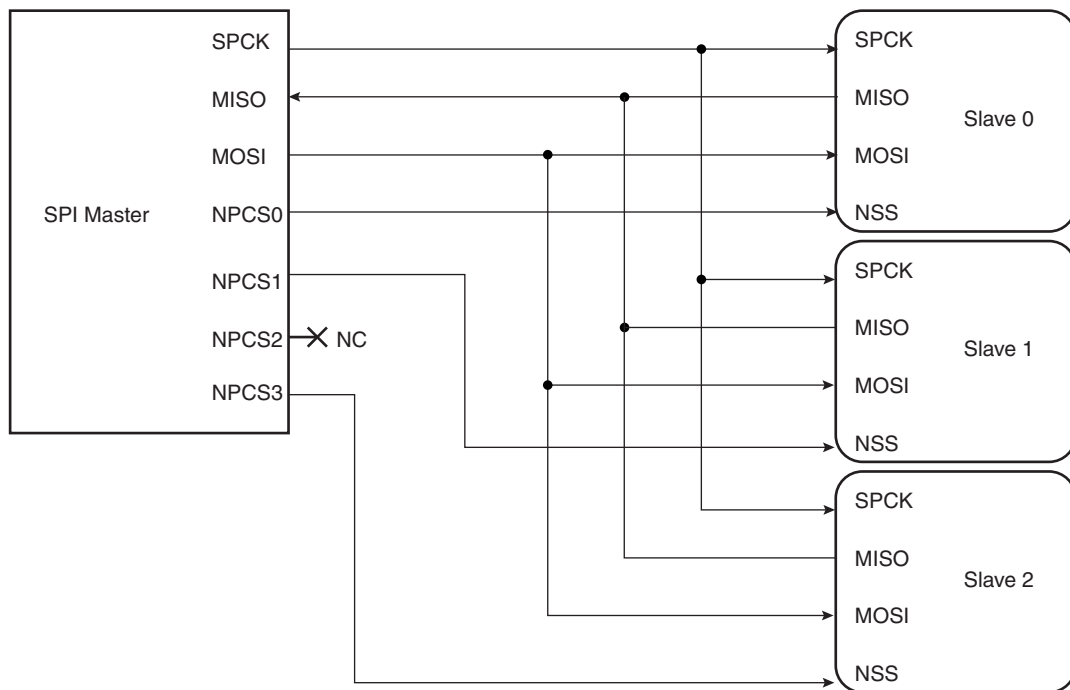 SPI Master
SPCK
MISO
MOSI
NPCS0
NPCS1
NPCS2
NC
NPCS3
SPCK
MISO
Slave 0
MOSI
NSS
SPCK
MISO
Slave 1
MOSI
NSS
SPCK
MISO
Slave 2
MOSI
NSS